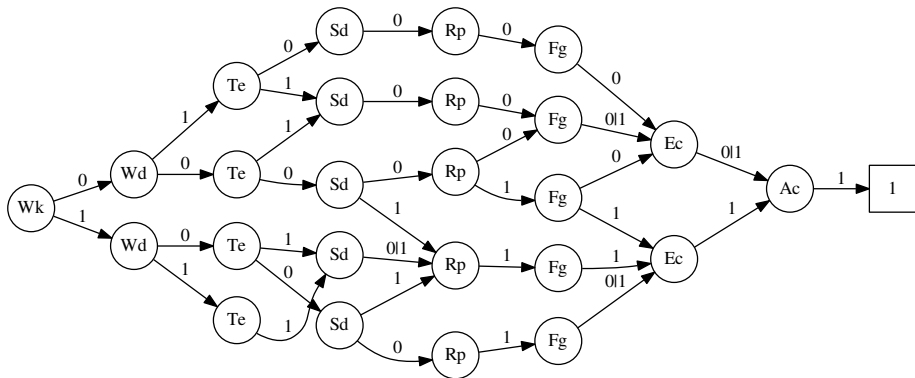 Sd 0 Rp 0 Fg
0 0
Te 1 Sd 0 Rp 0 Fg 0|1
1 1 0 0 Ec 0|1
Wd 0 Te 0 Sd 0 Rp 1 Fg
Wk 0 1 1 Ac 1 1
1 Wd 0 Te 1 Sd 0|1 Rp 1 Fg 1 Ec 1
1 0 1 0|1
Te 1 Sd 0 Rp 1 Fg